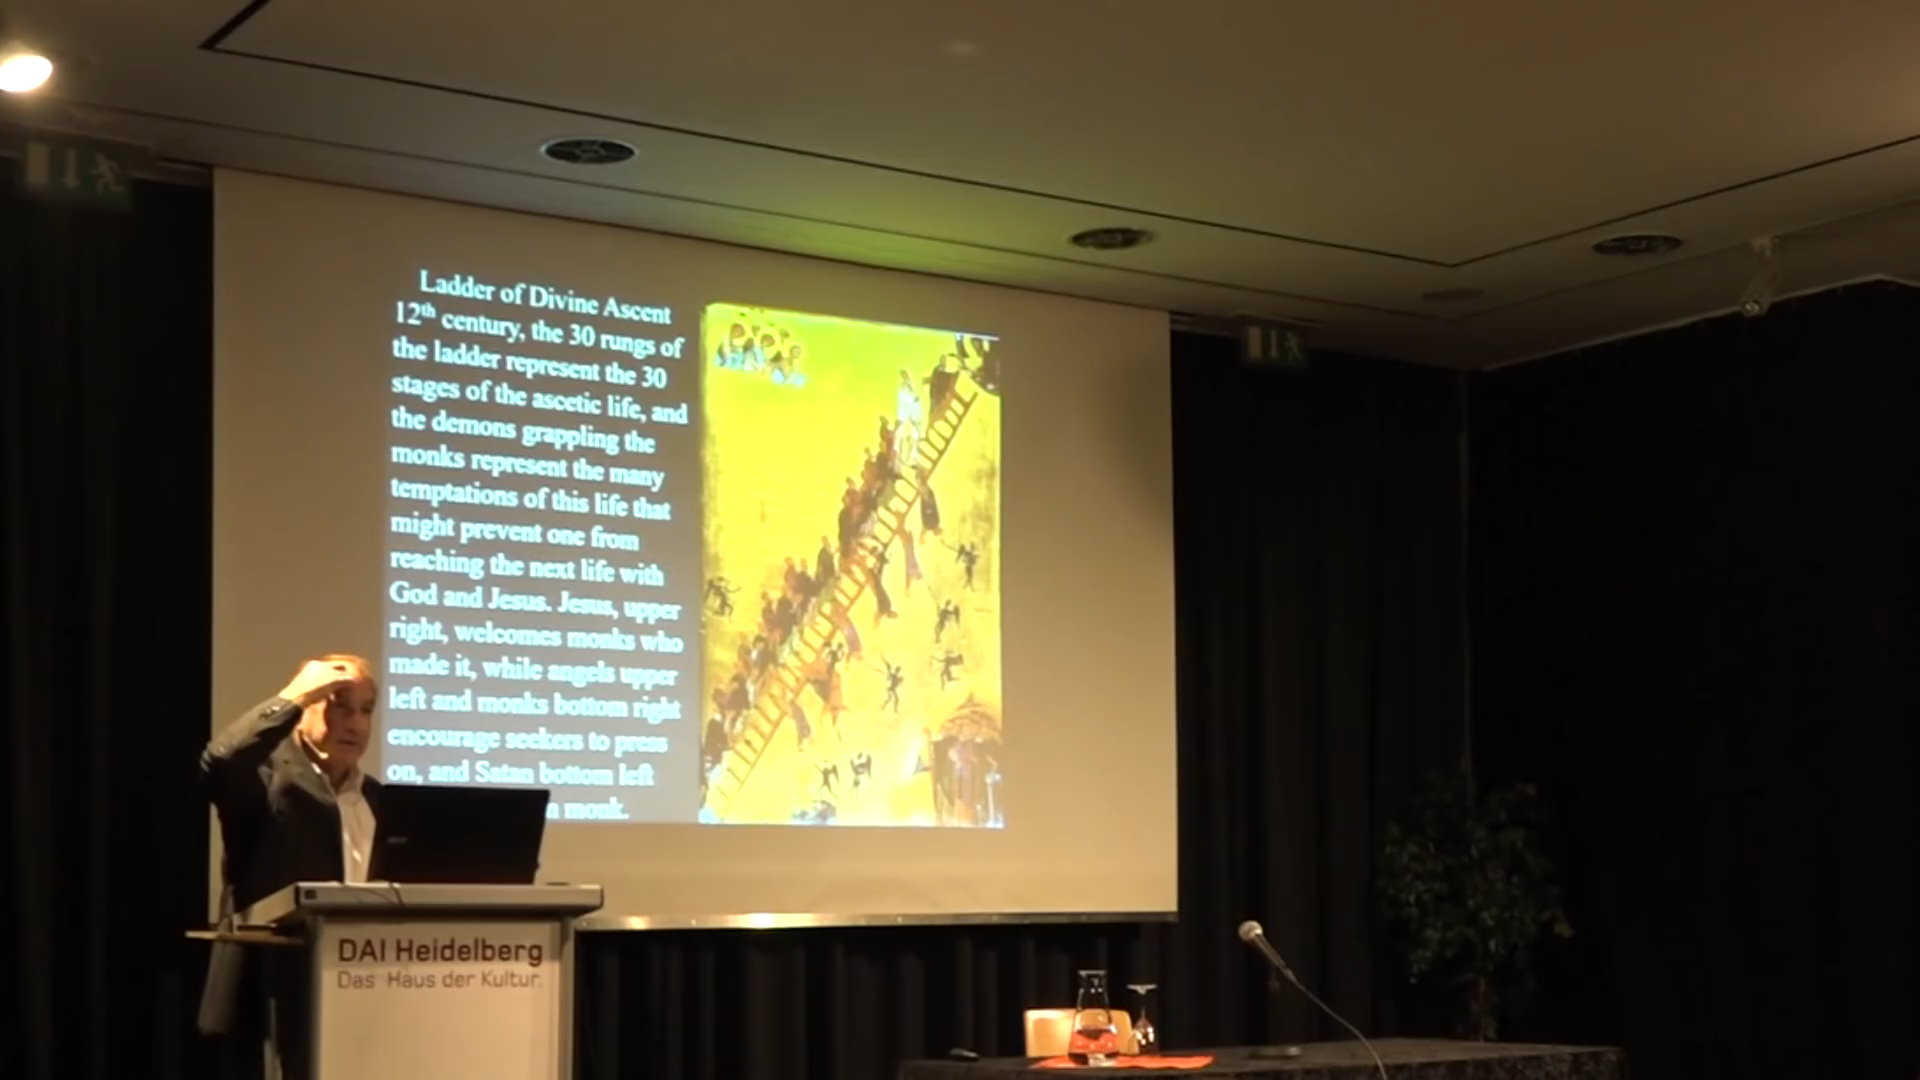 Ladder of Divine Ascent
12th century, the 30 rungs of
the ladder represent the 30
stages of the ascetic life, and
the demons grappling the
monks represent the many
temptations of this life that
might prevent one from
reaching the next life with
God and Jesus. Jesus, upper
right, welcomes monks who
made it, while angels upper
left and monks bottom right
encourage seekers to press
on, and Satan bottom left
monk.
DAI Heidelberg
Das Haus der Kultur.